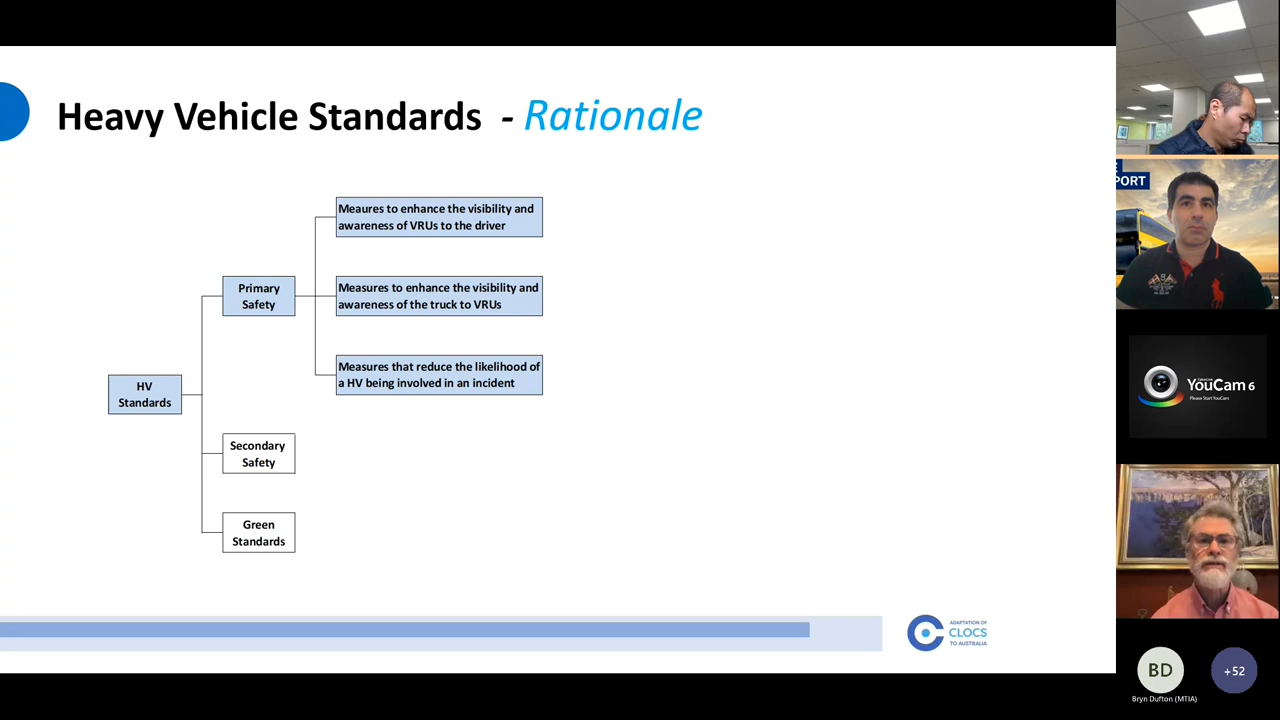 Heavy Vehicle Standards - Rationale
Meaures to enhance the visibility and
awareness of VRUs to the driver
Primary
Safety
Measures to enhance the visibility and
awareness of the truck to VRUs
Measures that reduce the likelihood of
a HV being involved in an incident
HV
Standards
Secondary
Safety
Green
Standards
ADAPTATION OF
CLOCS
TO AUSTRALIA
PORT
YouCam 6
Please Start YouCam
BD
+52
Bryn Dufton (MTIA)